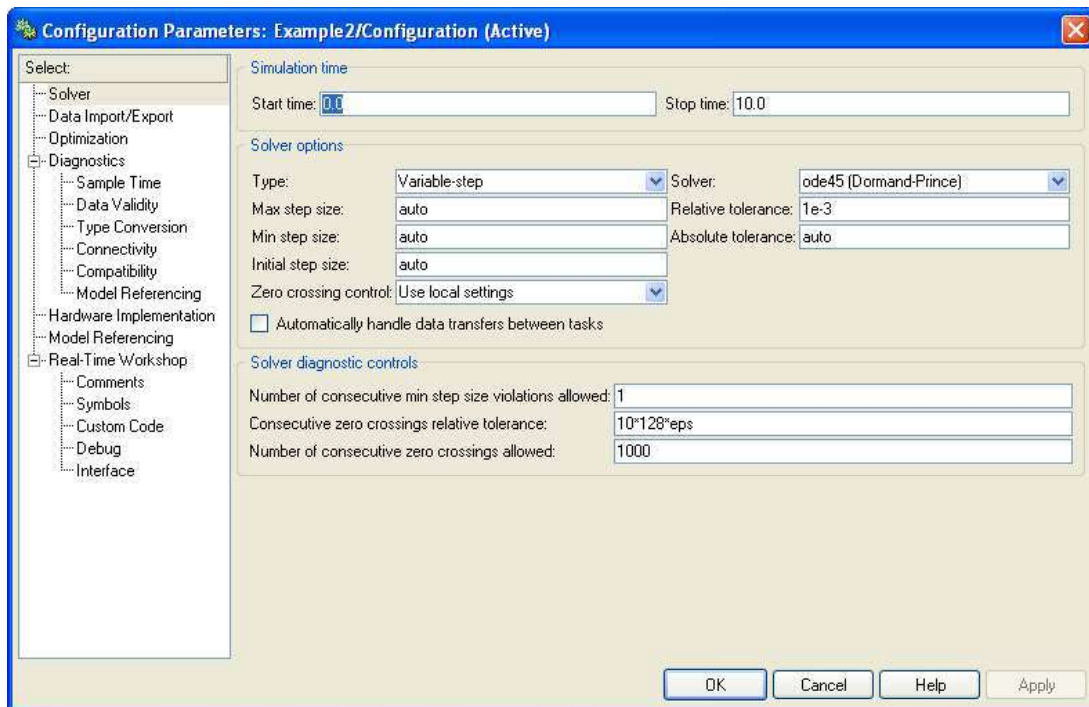 Configuration Parameters: Example2/Configuration (Active)
Select:
Solver
Data Import/Export
Optimization
Diagnostics
Sample Time
Data Validity
Type Conversion
Connectivity
Compatibility
Model Referencing
Hardware Implementation
Model Referencing
Real-Time Workshop
Comments
Symbols
Custom Code
Debug
Interface
Simulation time
Start time: 0.0 Stop time: 10.0
Solver options
Type: Variable-step Solver: ode45 (Dormand-Prince)
Max step size: auto Relative tolerance: 1e-3
Min step size: auto Absolute tolerance: auto
Initial step size: auto
Zero crossing control: Use local settings
Automatically handle data transfers between tasks
Solver diagnostic controls
Number of consecutive min step size violations allowed: 1
Consecutive zero crossings relative tolerance: 10*128*eps
Number of consecutive zero crossings allowed: 1000
OK Cancel Help Apply